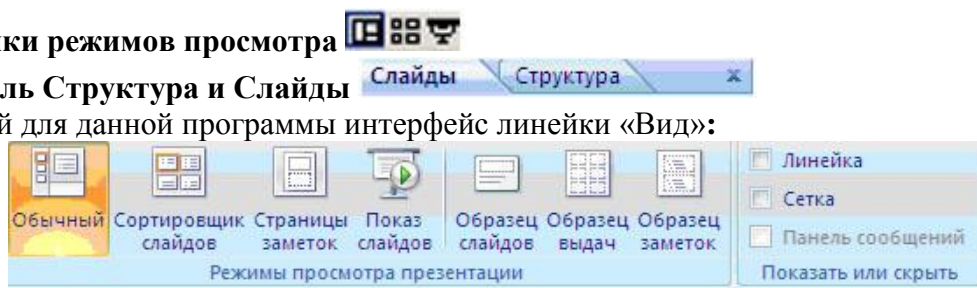 ки режимов просмотра
ль Структура и Слайды Слайды Структура
й для данной программы интерфейс линейки «Вид»:
Обычный Сортировщик слайдов Страницы заметок Показ слайдов Образец слайдов Образец выдач Образец заметок
Режимы просмотра презентации
Линейка
Сетка
Панель сообщений
Показать или скрыть